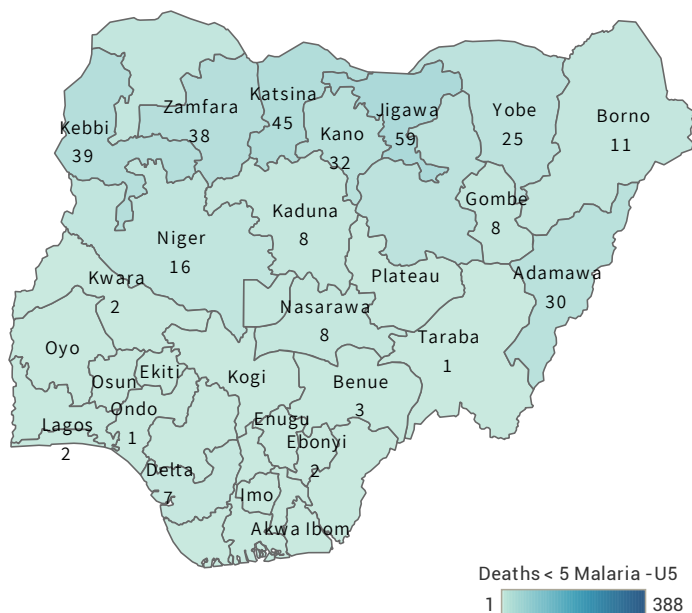 Katsina
45
Zamfara
38
Jigawa
59
Yobe
25
Borno
11
Kebbi
39
Kano
32
Gombe
8
Kaduna
8
Niger
16
Adamawa
30
Kwara
2
Plateau
Nasarawa
8
Taraba
1
Oyo
Osun
Ekiti
Kogi
Benue
3
Ondo
1
Lagos
2
Enugu
Ebonyi
2
Delta
7
Imo
Akwa Ibom
Deaths < 5 Malaria - U5
1 388